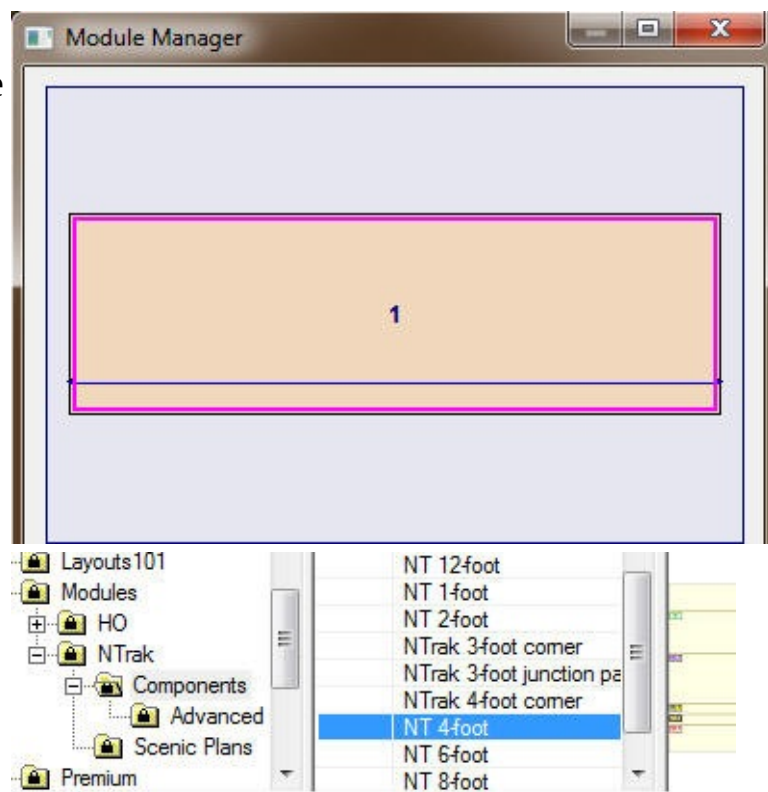 Module Manager
e
1
Layouts101
Modules
HO
NTrak
Components
Advanced
Scenic Plans
Premium
NT 12-foot
NT 1-foot
NT 2-foot
NTrak 3-foot corner
NTrak 3-foot junction pa
NTrak 4-foot corner
NT 4-foot
NT 6-foot
NT 8-foot